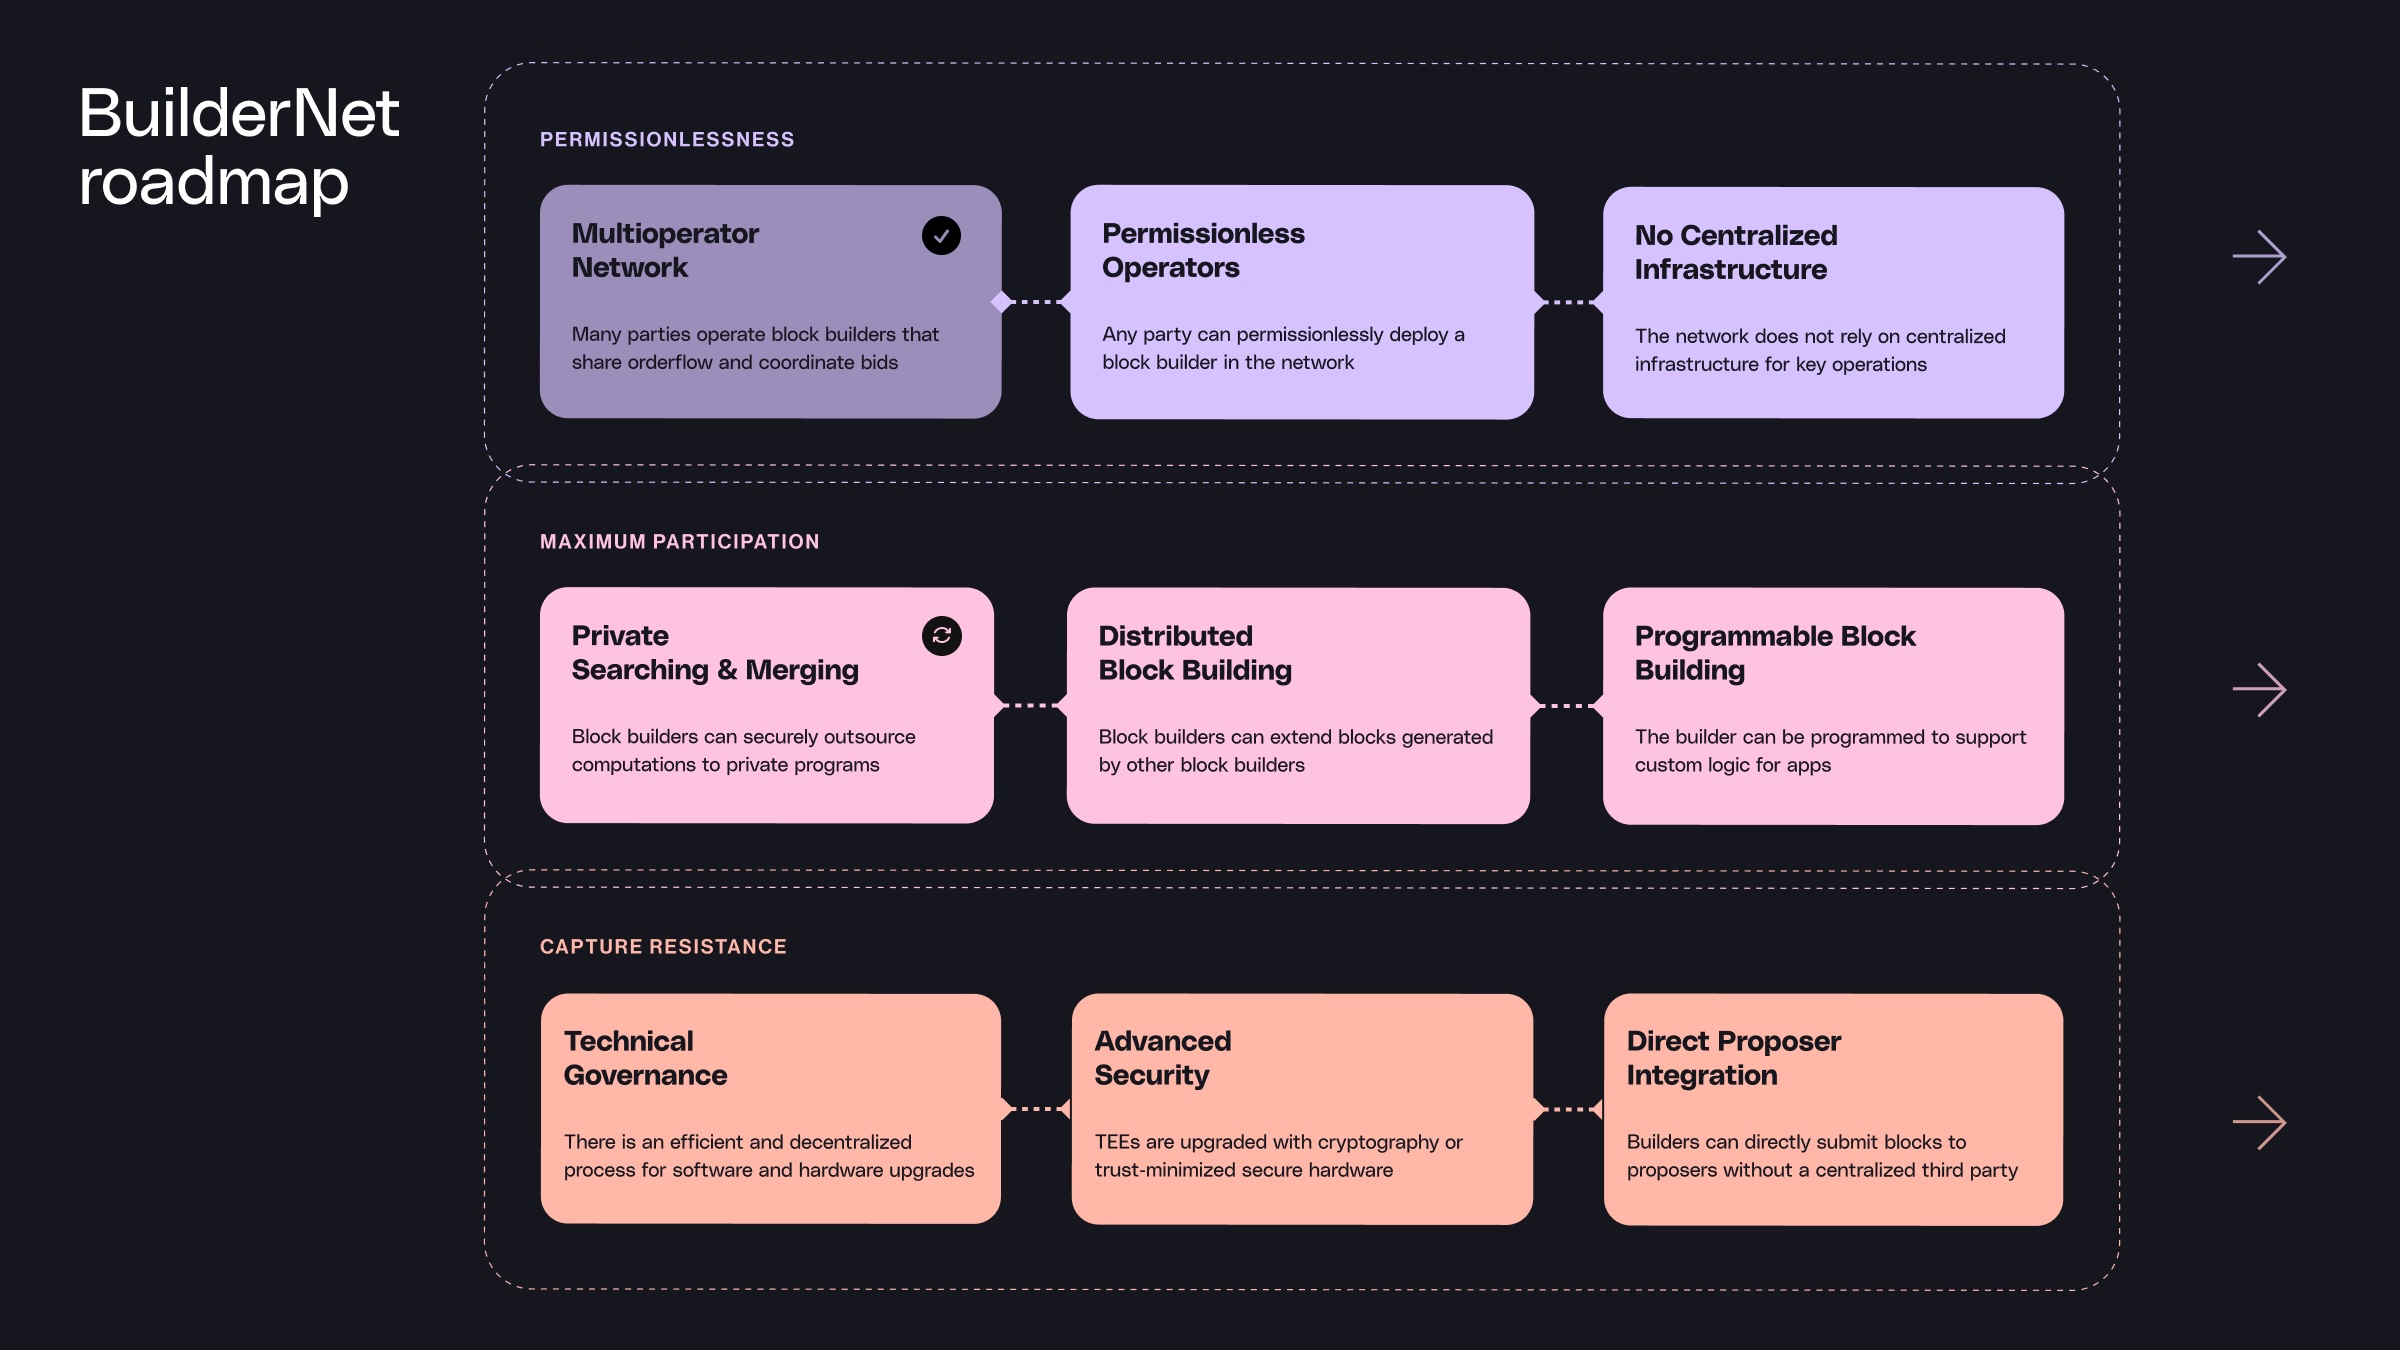 BuilderNet
roadmap
PERMISSIONLESSNESS
Multioperator
Network
Many parties operate block builders that
share orderflow and coordinate bids
Permissionless
Operators
Any party can permissionlessly deploy a
block builder in the network
No Centralized
Infrastructure
The network does not rely on centralized
infrastructure for key operations
MAXIMUM PARTICIPATION
Private
Searching & Merging
Block builders can securely outsource
computations to private programs
Distributed
Block Building
Block builders can extend blocks generated
by other block builders
Programmable Block
Building
The builder can be programmed to support
custom logic for apps
CAPTURE RESISTANCE
Technical
Governance
There is an efficient and decentralized
process for software and hardware upgrades
Advanced
Security
TEEs are upgraded with cryptography or
trust-minimized secure hardware
Direct Proposer
Integration
Builders can directly submit blocks to
proposers without a centralized third party